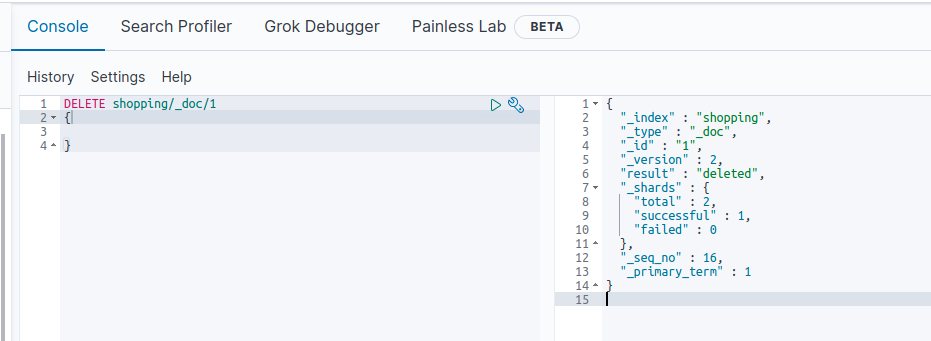 Console Search Profiler Grok Debugger Painless Lab BETA
History Settings Help
1 DELETE shopping/_doc/1
2 {
3
4 }
1 {
2 "_index" : "shopping",
3 "_type" : "_doc",
4 "_id" : "1",
5 "_version" : 2,
6 "result" : "deleted",
7 "_shards" : {
8 "total" : 2,
9 "successful" : 1,
10 "failed" : 0
11 },
12 "_seq_no" : 16,
13 "_primary_term" : 1
14 }
15